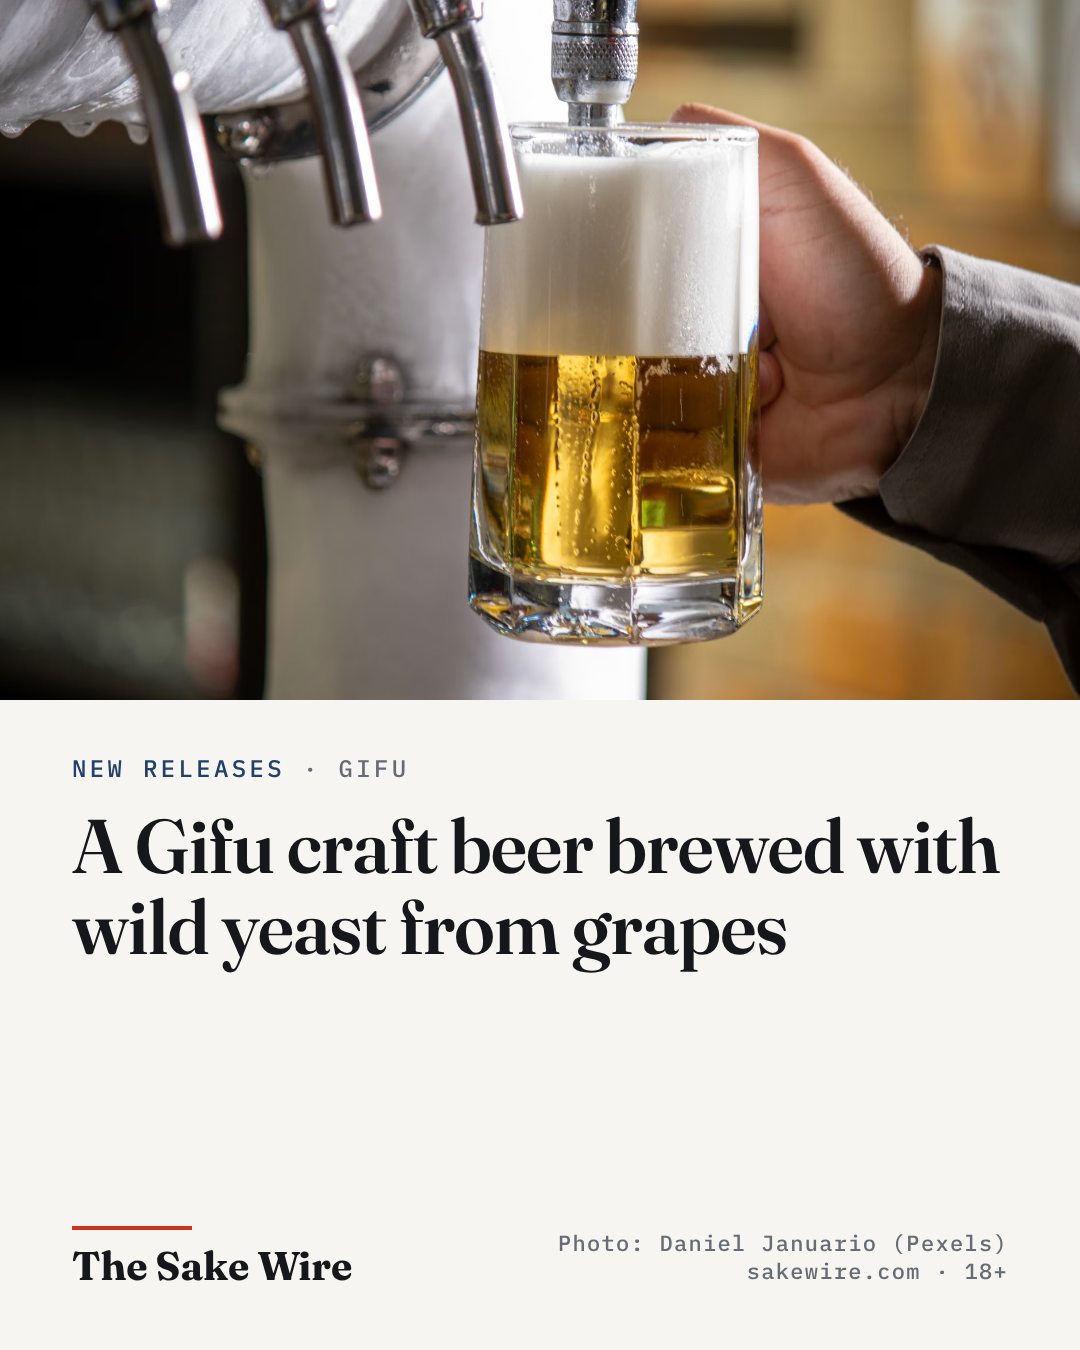 NEW RELEASES · GIFU
A Gifu craft beer brewed with
wild yeast from grapes
The Sake Wire
Photo: Daniel Januario (Pexels)
sakewire.com · 18+